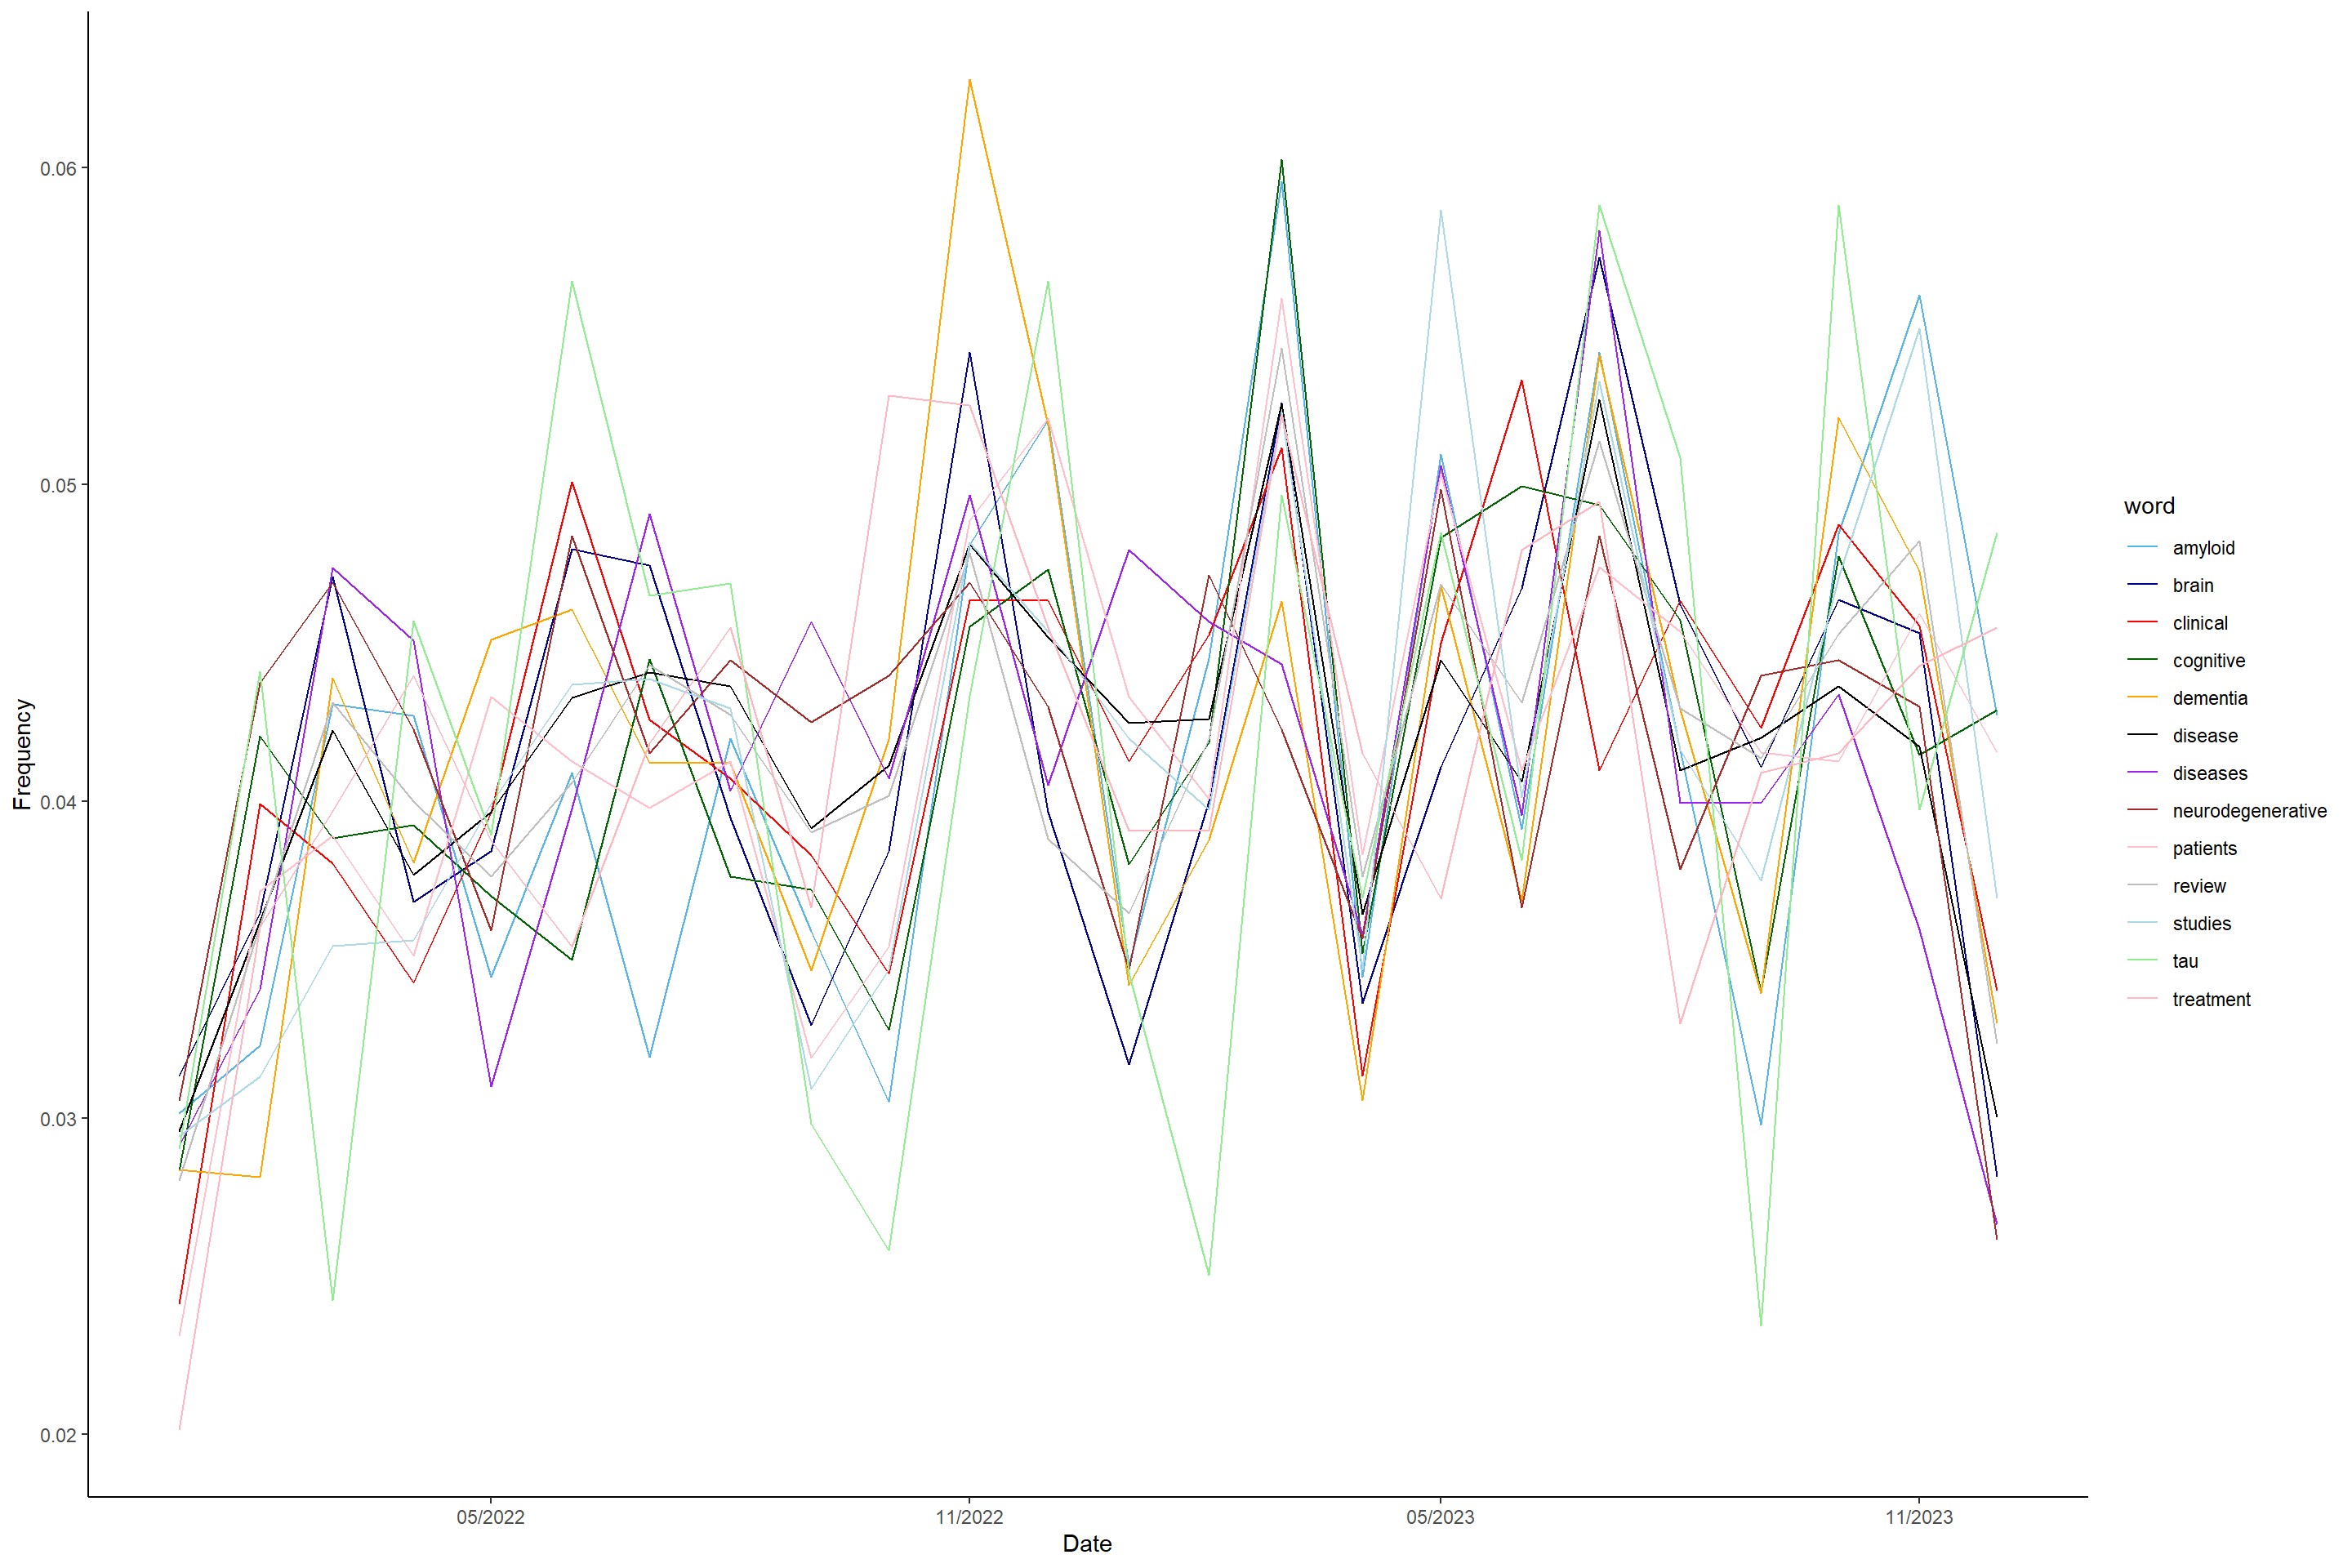 Frequency
0.06
0.05
0.04
0.03
0.02
05/2022
11/2022
05/2023
11/2023
Date
word
amyloid
brain
clinical
cognitive
dementia
disease
diseases
neurodegenerative
patients
review
studies
tau
treatment